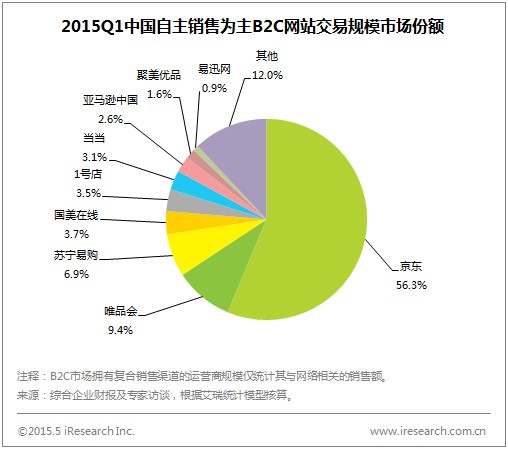 2015Q1中国自主销售为主B2C网站交易规模市场份额
其他
12.0%
易迅网
0.9%
聚美优品
1.6%
亚马逊中国
2.6%
当当
3.1%
1号店
3.5%
国美在线
3.7%
苏宁易购
6.9%
唯品会
9.4%
京东
56.3%
注释：B2C市场拥有复合销售渠道的运营商规模仅统计其与网络相关的销售额。
来源：综合企业财报及专家访谈，根据艾瑞统计模型核算。
©2015.5 iResearch Inc.
www.iresearch.com.cn